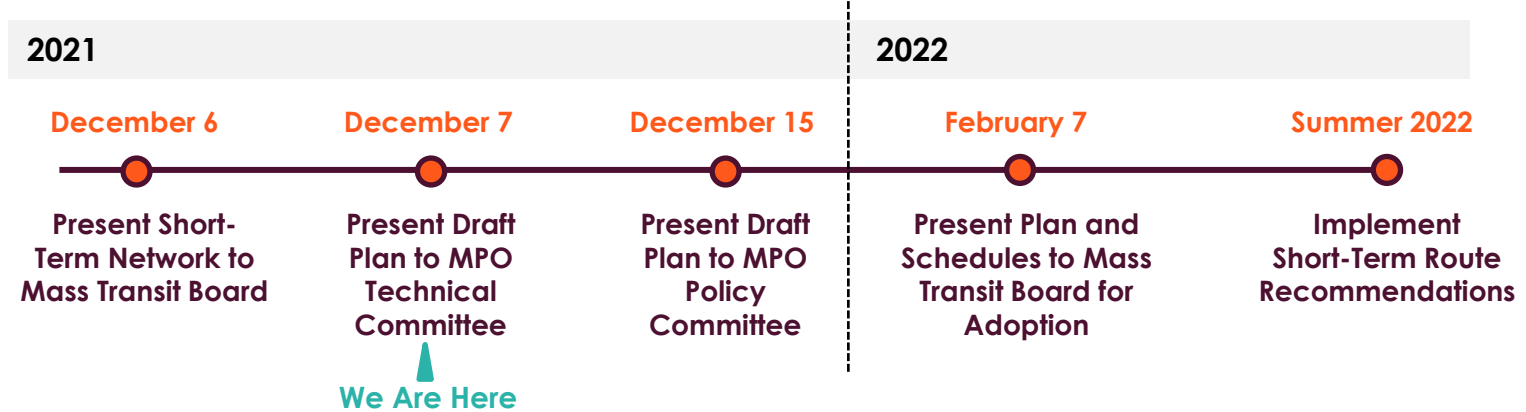 2021
2022
December 6
December 7
December 15
February 7
Summer 2022
Present Short-
Term Network to
Mass Transit Board
Present Draft
Plan to MPO
Technical
Committee
Present Draft
Plan to MPO
Policy
Committee
Present Plan and
Schedules to Mass
Transit Board for
Adoption
Implement
Short-Term Route
Recommendations
We Are Here